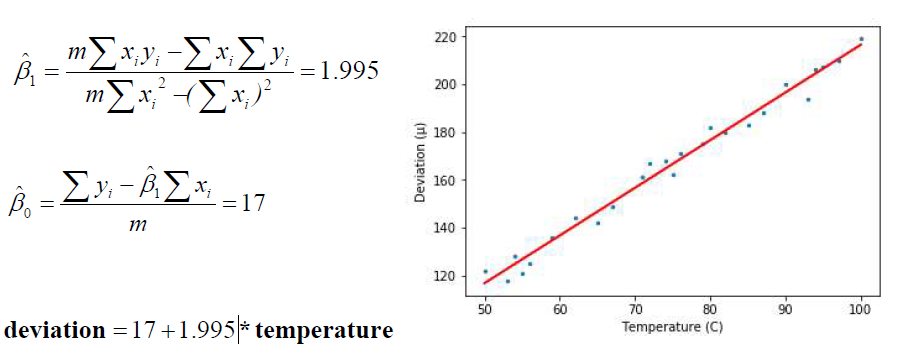 β̂₁ = (m∑xᵢyᵢ −∑xᵢ∑yᵢ) / (m∑xᵢ² −(∑xᵢ)²) = 1.995
β̂₀ = (∑yᵢ − β̂₁∑xᵢ) / m = 17
deviation = 17 + 1.995* temperature
Deviation (μ)
220
200
180
160
140
120
50 60 70 80 90 100
Temperature (C)